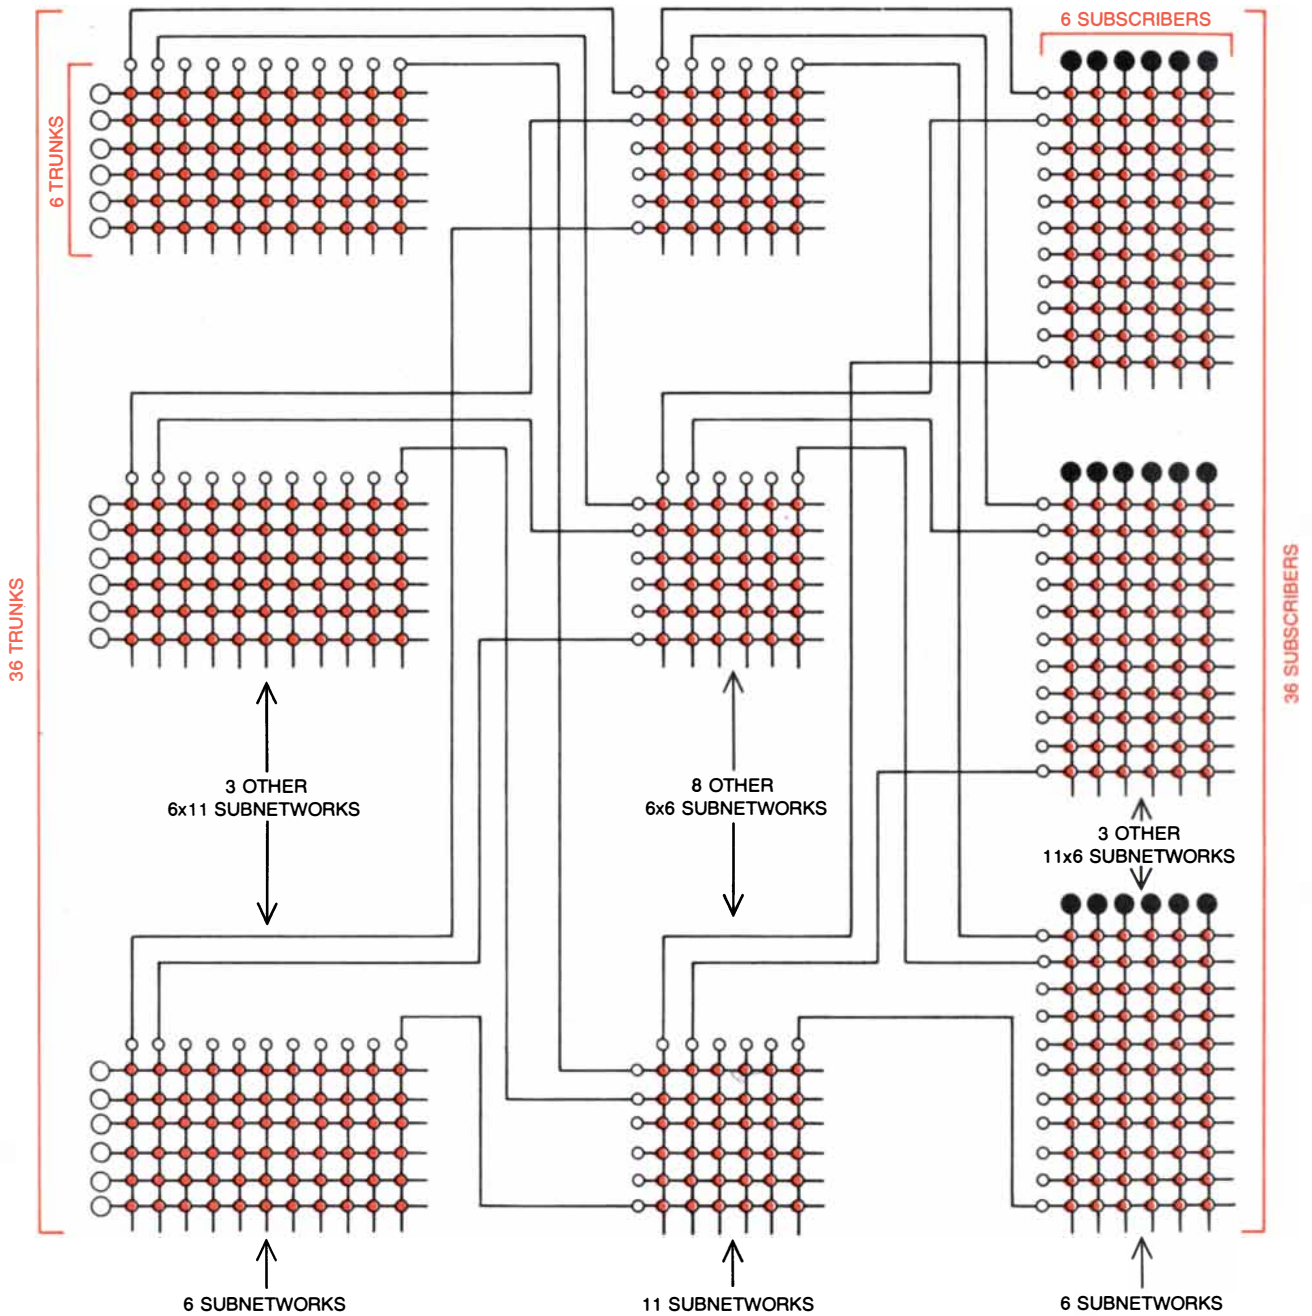 6 SUBSCRIBERS
6 TRUNKS
36 TRUNKS
36 SUBSCRIBERS
3 OTHER
6x11 SUBNETWORKS
8 OTHER
6x6 SUBNETWORKS
3 OTHER
11x6 SUBNETWORKS
6 SUBNETWORKS
11 SUBNETWORKS
6 SUBNETWORKS